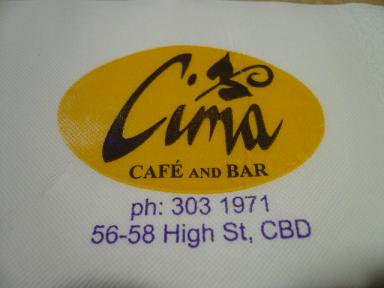 Cima
CAFÉ AND BAR
ph: 303 1971
56-58 High St, CBD